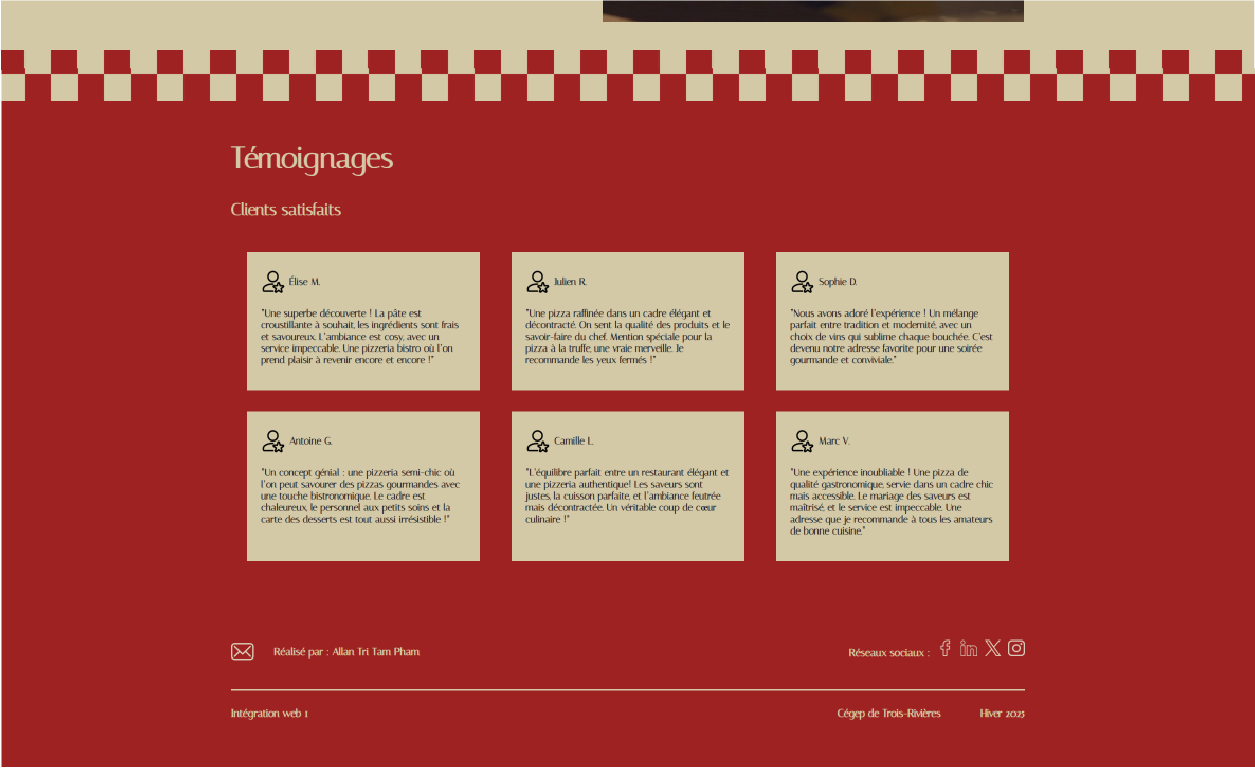 Témoignages
Clients satisfaits
Élise M.
"Une superbe découverte ! La pâte est
croustillante à souhait, les ingrédients sont frais
et savoureux. L'ambiance est cosy, avec un
service impeccable. Une pizzeria bistro où l'on
prend plaisir à revenir encore et encore !"
Julien R.
"Une pizza raffinée dans un cadre élégant et
décontracté. On sent la qualité des produits et le
savoir-faire du chef. Mention spéciale pour la
pizza à la truffe, une vraie merveille. Je
recommande les yeux fermés !"
Sophie D.
"Nous avons adoré l'expérience ! Un mélange
parfait entre tradition et modernité, avec un
choix de vins qui sublime chaque bouchée. C'est
devenu notre adresse favorite pour une soirée
gourmande et conviviale."
Antoine G.
"Un concept génial : une pizzeria semi-chic où
l'on peut savourer des pizzas gourmandes avec
une touche bistronomique. Le cadre est
chaleureux, le personnel aux petits soins et la
carte des desserts est tout aussi irrésistible !"
Camille L.
"L'équilibre parfait entre un restaurant élégant et
une pizzeria authentique! Les saveurs sont
justes, la cuisson parfaite, et l'ambiance feutrée
mais décontractée. Un véritable coup de cœur
culinaire !"
Marc V.
"Une expérience inoubliable ! Une pizza de
qualité gastronomique, servie dans un cadre chic
mais accessible. Le mariage des saveurs est
maîtrisé, et le service est impeccable. Une
adresse que je recommande à tous les amateurs
de bonne cuisine."
Réalisé par : Allan Tri Tam Pham
Réseaux sociaux :
Intégration web 1
Cégep de Trois-Rivières
Hiver 2025